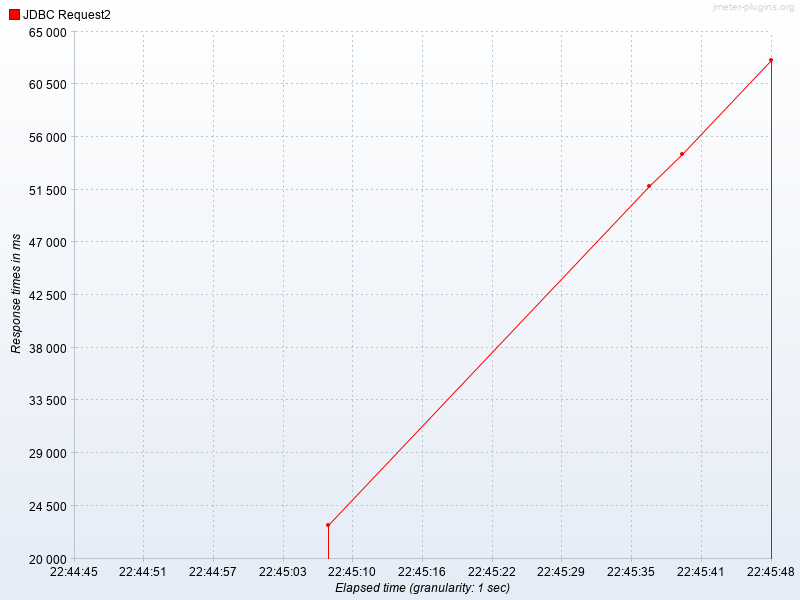 jmeter-plugins.org
JDBC Request2
65 000
60 500
56 000
51 500
47 000
42 500
38 000
33 500
29 000
24 500
20 000
Response times in ms
22:44:45 22:44:51 22:44:57 22:45:03 22:45:10 22:45:16 22:45:22 22:45:29 22:45:35 22:45:41 22:45:48
Elapsed time (granularity: 1 sec)